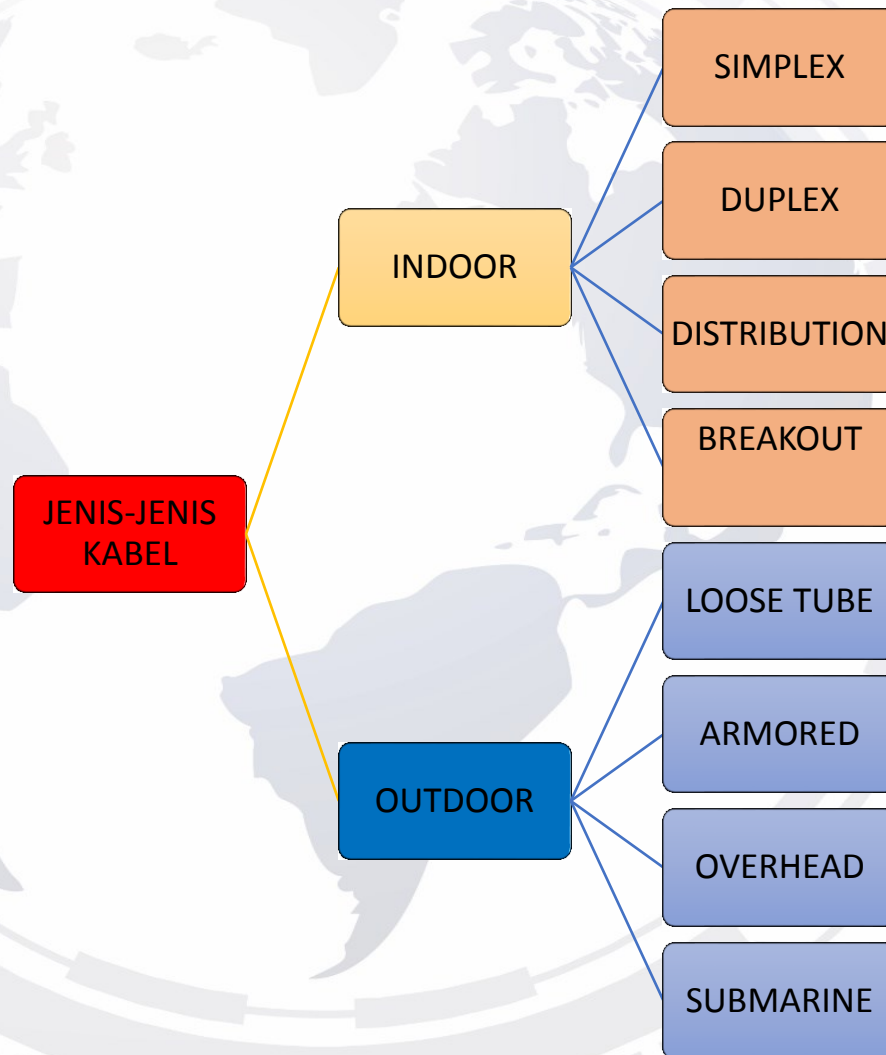 JENIS-JENIS
KABEL
INDOOR
SIMPLEX
DUPLEX
DISTRIBUTION
BREAKOUT
OUTDOOR
LOOSE TUBE
ARMORED
OVERHEAD
SUBMARINE